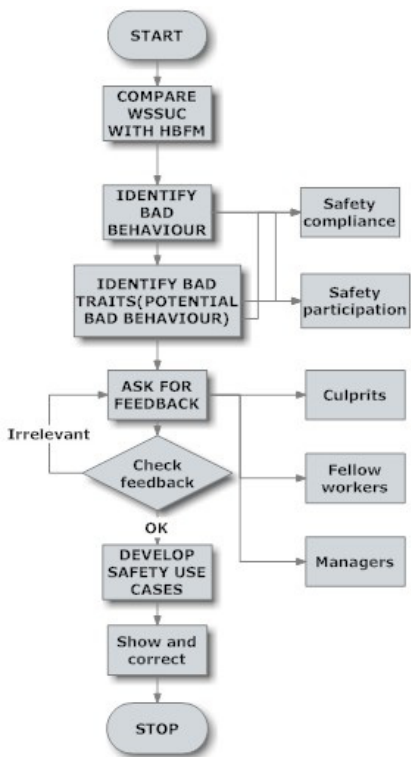 START
COMPARE
WSSUC
WITH HBFM
IDENTIFY
BAD
BEHAVIOUR
Safety
compliance
IDENTIFY BAD
TRAITS(POTENTIAL
BAD BEHAVIOUR)
Safety
participation
ASK FOR
FEEDBACK
Culprits
Irrelevant
Check
feedback
Fellow
workers
OK
DEVELOP
SAFETY USE
CASES
Managers
Show and
correct
STOP